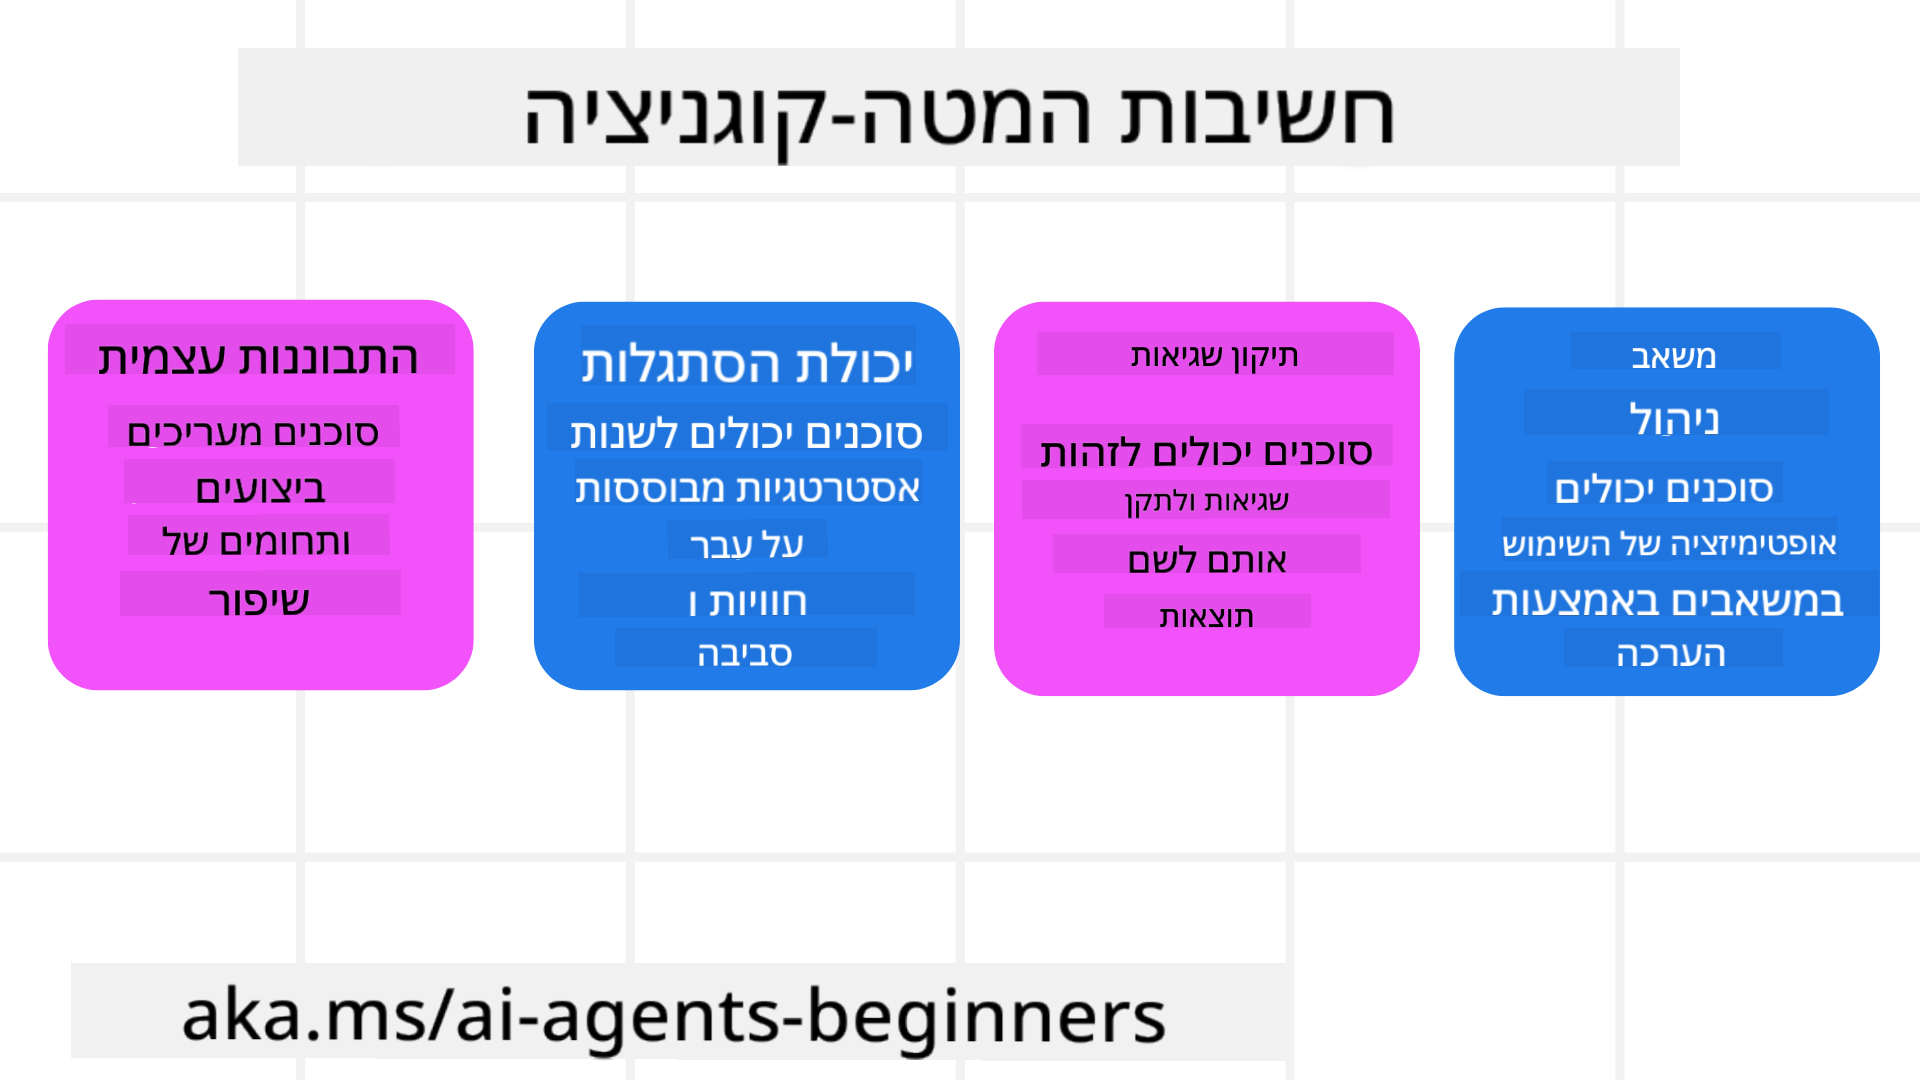 חשיבות המטה-קוגניציה
התבוננות עצמית
סוכנים מעריכים
ביצועים
ותחומים של
שיפור
יכולת הסתגלות
סוכנים יכולים לשנות
אסטרטגיות מבוססות
על עבר
חוויות ו
סביבה
תיקון שגיאות
סוכנים יכולים לזהות
שגיאות ולתקן
אותם לשם
תוצאות
משאב
ניהול
סוכנים יכולים
אופטימיזציה של השימוש
במשאבים באמצעות
הערכה
aka.ms/ai-agents-beginners